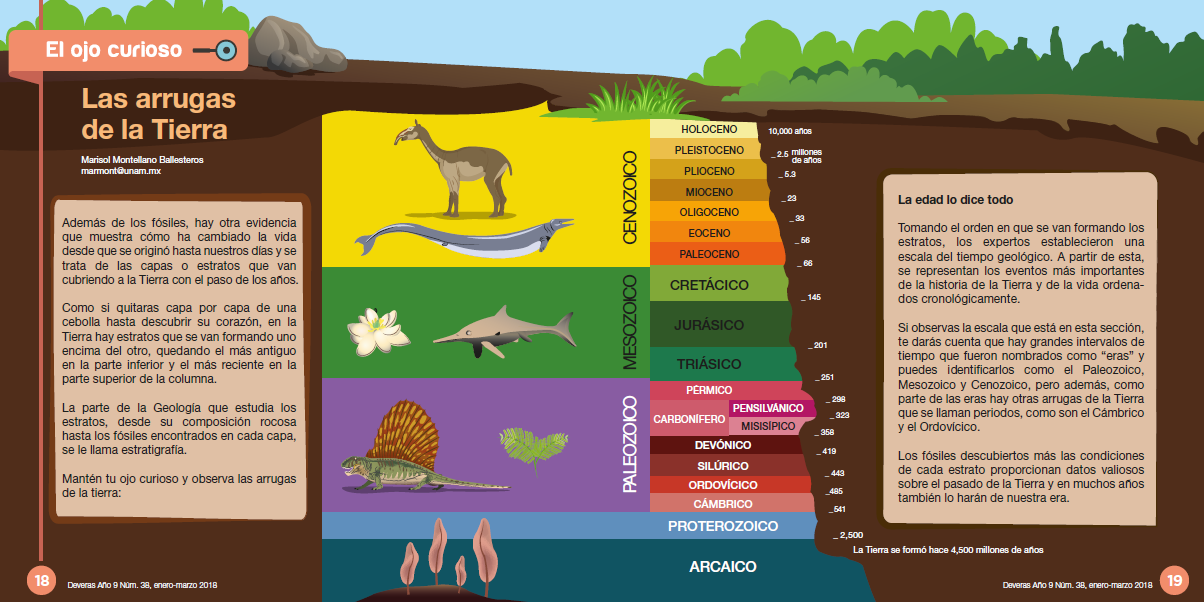 El ojo curioso
Las arrugas
de la Tierra
Marisol Montellano Ballesteros
marmont@unam.mx
Además de los fósiles, hay otra evidencia
que muestra cómo ha cambiado la vida
desde que se originó hasta nuestros días y se
trata de las capas o estratos que van
cubriendo a la Tierra con el paso de los años.
Como si quitaras capa por capa de una
cebolla hasta descubrir su corazón, en la
Tierra hay estratos que se van formando uno
encima del otro, quedando el más antiguo
en la parte inferior y el más reciente en la
parte superior de la columna.
La parte de la Geología que estudia los
estratos, desde su composición rocosa
hasta los fósiles encontrados en cada capa,
se le llama estratigrafía.
Mantén tu ojo curioso y observa las arrugas
de la tierra:
18
Deveras Año 9 Núm. 38, enero-marzo 2018
CENOZOICO
HOLOCENO
10,000 años
PLEISTOCENO
_ 2.5 millones
de años
PLIOCENO
_ 5.3
MIOCENO
_ 23
OLIGOCENO
_ 33
EOCENO
_ 56
PALEOCENO
_ 66
MESOZOICO
CRETÁCICO
_ 145
JURÁSICO
_ 201
TRIÁSICO
_ 251
PALEOZOICO
PÉRMICO
_ 298
CARBONÍFERO
PENSILVÁNICO
_ 323
MISISÍPICO
_ 358
DEVÓNICO
_ 419
SILÚRICO
_ 443
ORDOVÍCICO
_485
CÁMBRICO
_541
PROTEROZOICO
_ 2,500
ARCAICO
La Tierra se formó hace 4,500 millones de años
La edad lo dice todo
Tomando el orden en que se van formando los
estratos, los expertos establecieron una
escala del tiempo geológico. A partir de esta,
se representan los eventos más importantes
de la historia de la Tierra y de la vida ordena-
dos cronológicamente.
Si observas la escala que está en esta sección,
te darás cuenta que hay grandes intervalos de
tiempo que fueron nombrados como “eras” y
puedes identificarlos como el Paleozoico,
Mesozoico y Cenozoico, pero además, como
parte de las eras hay otras arrugas de la Tierra
que se llaman periodos, como son el Cámbrico
y el Ordovícico.
Los fósiles descubiertos más las condiciones
de cada estrato proporcionan datos valiosos
sobre el pasado de la Tierra y en muchos años
también lo harán de nuestra era.
Deveras Año 9 Núm. 38, enero-marzo 2018
19